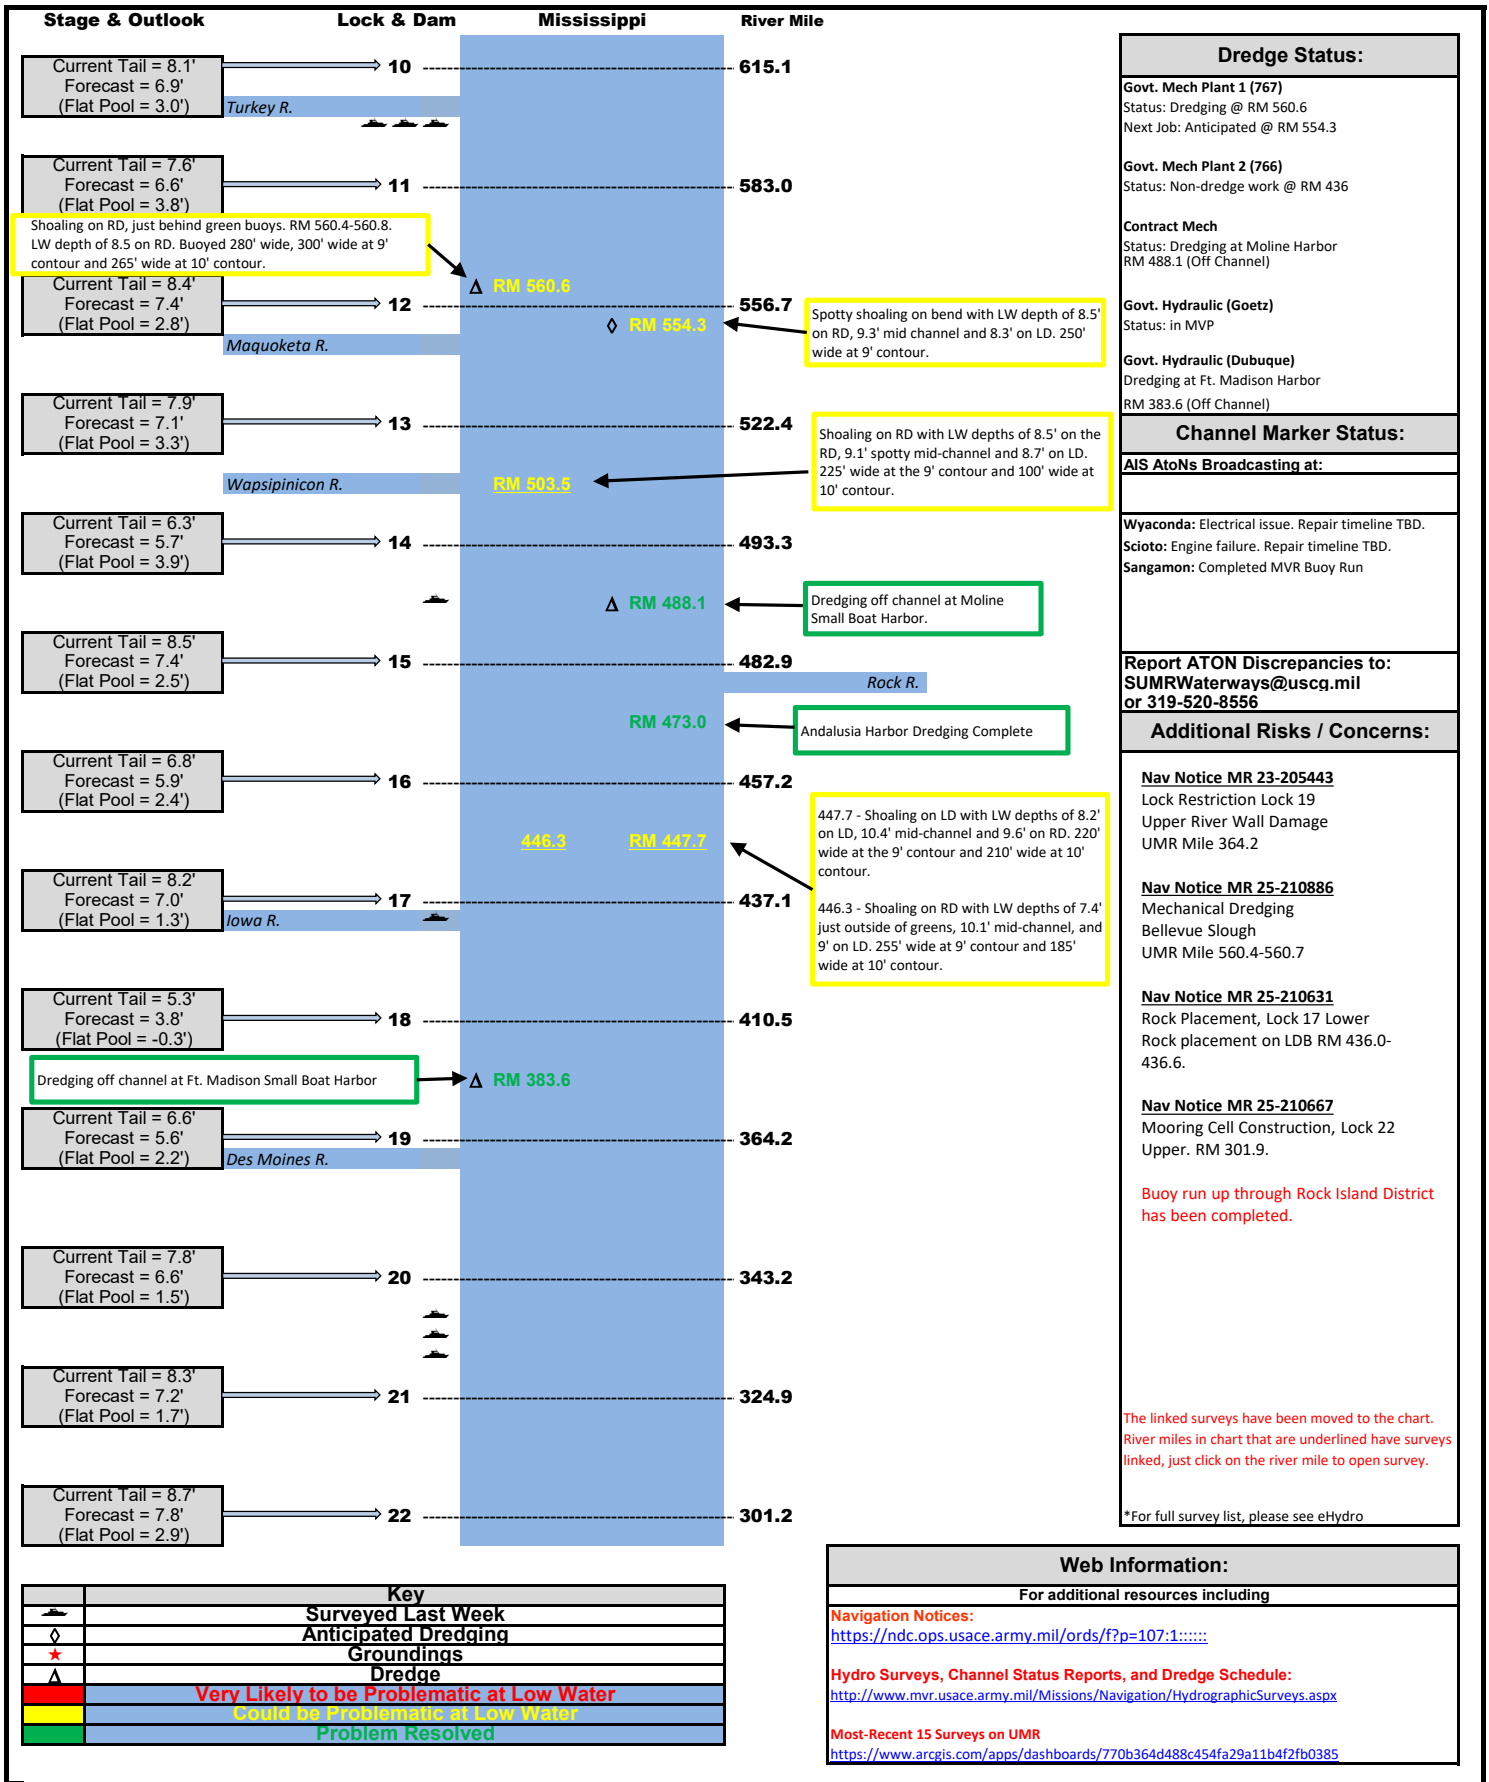 Stage & Outlook
Lock & Dam
Mississippi
River Mile
Current Tail = 8.1'
Forecast = 6.9'
(Flat Pool = 3.0')
10
615.1
Turkey R.
Current Tail = 7.6'
Forecast = 6.6'
(Flat Pool = 3.8')
11
583.0
Shoaling on RD, just behind green buoys. RM 560.4-560.8.
LW depth of 8.5 on RD. Buoyed 280' wide, 300' wide at 9'
contour and 265' wide at 10' contour.
Δ RM 560.6
Current Tail = 8.4'
Forecast = 7.4'
(Flat Pool = 2.8')
12
556.7
◊ RM 554.3
Spotty shoaling on bend with LW depth of 8.5'
on RD, 9.3' mid channel and 8.3' on LD. 250'
wide at 9' contour.
Maquoketa R.
Current Tail = 7.9'
Forecast = 7.1'
(Flat Pool = 3.3')
13
522.4
Shoaling on RD with LW depths of 8.5' on the
RD, 9.1' spotty mid-channel and 8.7' on LD.
225' wide at the 9' contour and 100' wide at
10' contour.
Wapsipinicon R.
RM 503.5
Current Tail = 6.3'
Forecast = 5.7'
(Flat Pool = 3.9')
14
493.3
Δ RM 488.1
Dredging off channel at Moline
Small Boat Harbor.
Current Tail = 8.5'
Forecast = 7.4'
(Flat Pool = 2.5')
15
482.9
Rock R.
RM 473.0
Andalusia Harbor Dredging Complete
Current Tail = 6.8'
Forecast = 5.9'
(Flat Pool = 2.4')
16
457.2
446.3
RM 447.7
447.7 - Shoaling on LD with LW depths of 8.2'
on LD, 10.4' mid-channel and 9.6' on RD. 220'
wide at the 9' contour and 210' wide at 10'
contour.
446.3 - Shoaling on RD with LW depths of 7.4'
just outside of greens, 10.1' mid-channel, and
9' on LD. 255' wide at 9' contour and 185'
wide at 10' contour.
Current Tail = 8.2'
Forecast = 7.0'
(Flat Pool = 1.3')
17
437.1
Iowa R.
Current Tail = 5.3'
Forecast = 3.8'
(Flat Pool = -0.3')
18
410.5
Dredging off channel at Ft. Madison Small Boat Harbor
Δ RM 383.6
Current Tail = 6.6'
Forecast = 5.6'
(Flat Pool = 2.2')
19
364.2
Des Moines R.
Current Tail = 7.8'
Forecast = 6.6'
(Flat Pool = 1.5')
20
343.2
Current Tail = 8.3'
Forecast = 7.2'
(Flat Pool = 1.7')
21
324.9
Current Tail = 8.7'
Forecast = 7.8'
(Flat Pool = 2.9')
22
301.2
Dredge Status:
Govt. Mech Plant 1 (767)
Status: Dredging @ RM 560.6
Next Job: Anticipated @ RM 554.3
Govt. Mech Plant 2 (766)
Status: Non-dredge work @ RM 436
Contract Mech
Status: Dredging at Moline Harbor
RM 488.1 (Off Channel)
Govt. Hydraulic (Goetz)
Status: in MVP
Govt. Hydraulic (Dubuque)
Dredging at Ft. Madison Harbor
RM 383.6 (Off Channel)
Channel Marker Status:
AIS AtoNs Broadcasting at:
Wyaconda: Electrical issue. Repair timeline TBD.
Scioto: Engine failure. Repair timeline TBD.
Sangamon: Completed MVR Buoy Run
Report ATON Discrepancies to:
SUMRWaterways@uscg.mil
or 319-520-8556
Additional Risks / Concerns:
Nav Notice MR 23-205443
Lock Restriction Lock 19
Upper River Wall Damage
UMR Mile 364.2
Nav Notice MR 25-210886
Mechanical Dredging
Bellevue Slough
UMR Mile 560.4-560.7
Nav Notice MR 25-210631
Rock Placement, Lock 17 Lower
Rock placement on LDB RM 436.0-
436.6.
Nav Notice MR 25-210667
Mooring Cell Construction, Lock 22
Upper. RM 301.9.
Buoy run up through Rock Island District
has been completed.
The linked surveys have been moved to the chart.
River miles in chart that are underlined have surveys
linked, just click on the river mile to open survey.
*For full survey list, please see eHydro
Key
Surveyed Last Week
◊ Anticipated Dredging
★ Groundings
Δ Dredge
Very Likely to be Problematic at Low Water
Could be Problematic at Low Water
Problem Resolved
Web Information:
For additional resources including
Navigation Notices:
https://ndc.ops.usace.army.mil/ords/f?p=107:1::::::
Hydro Surveys, Channel Status Reports, and Dredge Schedule:
http://www.mvr.usace.army.mil/Missions/Navigation/HydrographicSurveys.aspx
Most-Recent 15 Surveys on UMR
https://www.arcgis.com/apps/dashboards/770b364d488c454fa29a11b4f2fb0385